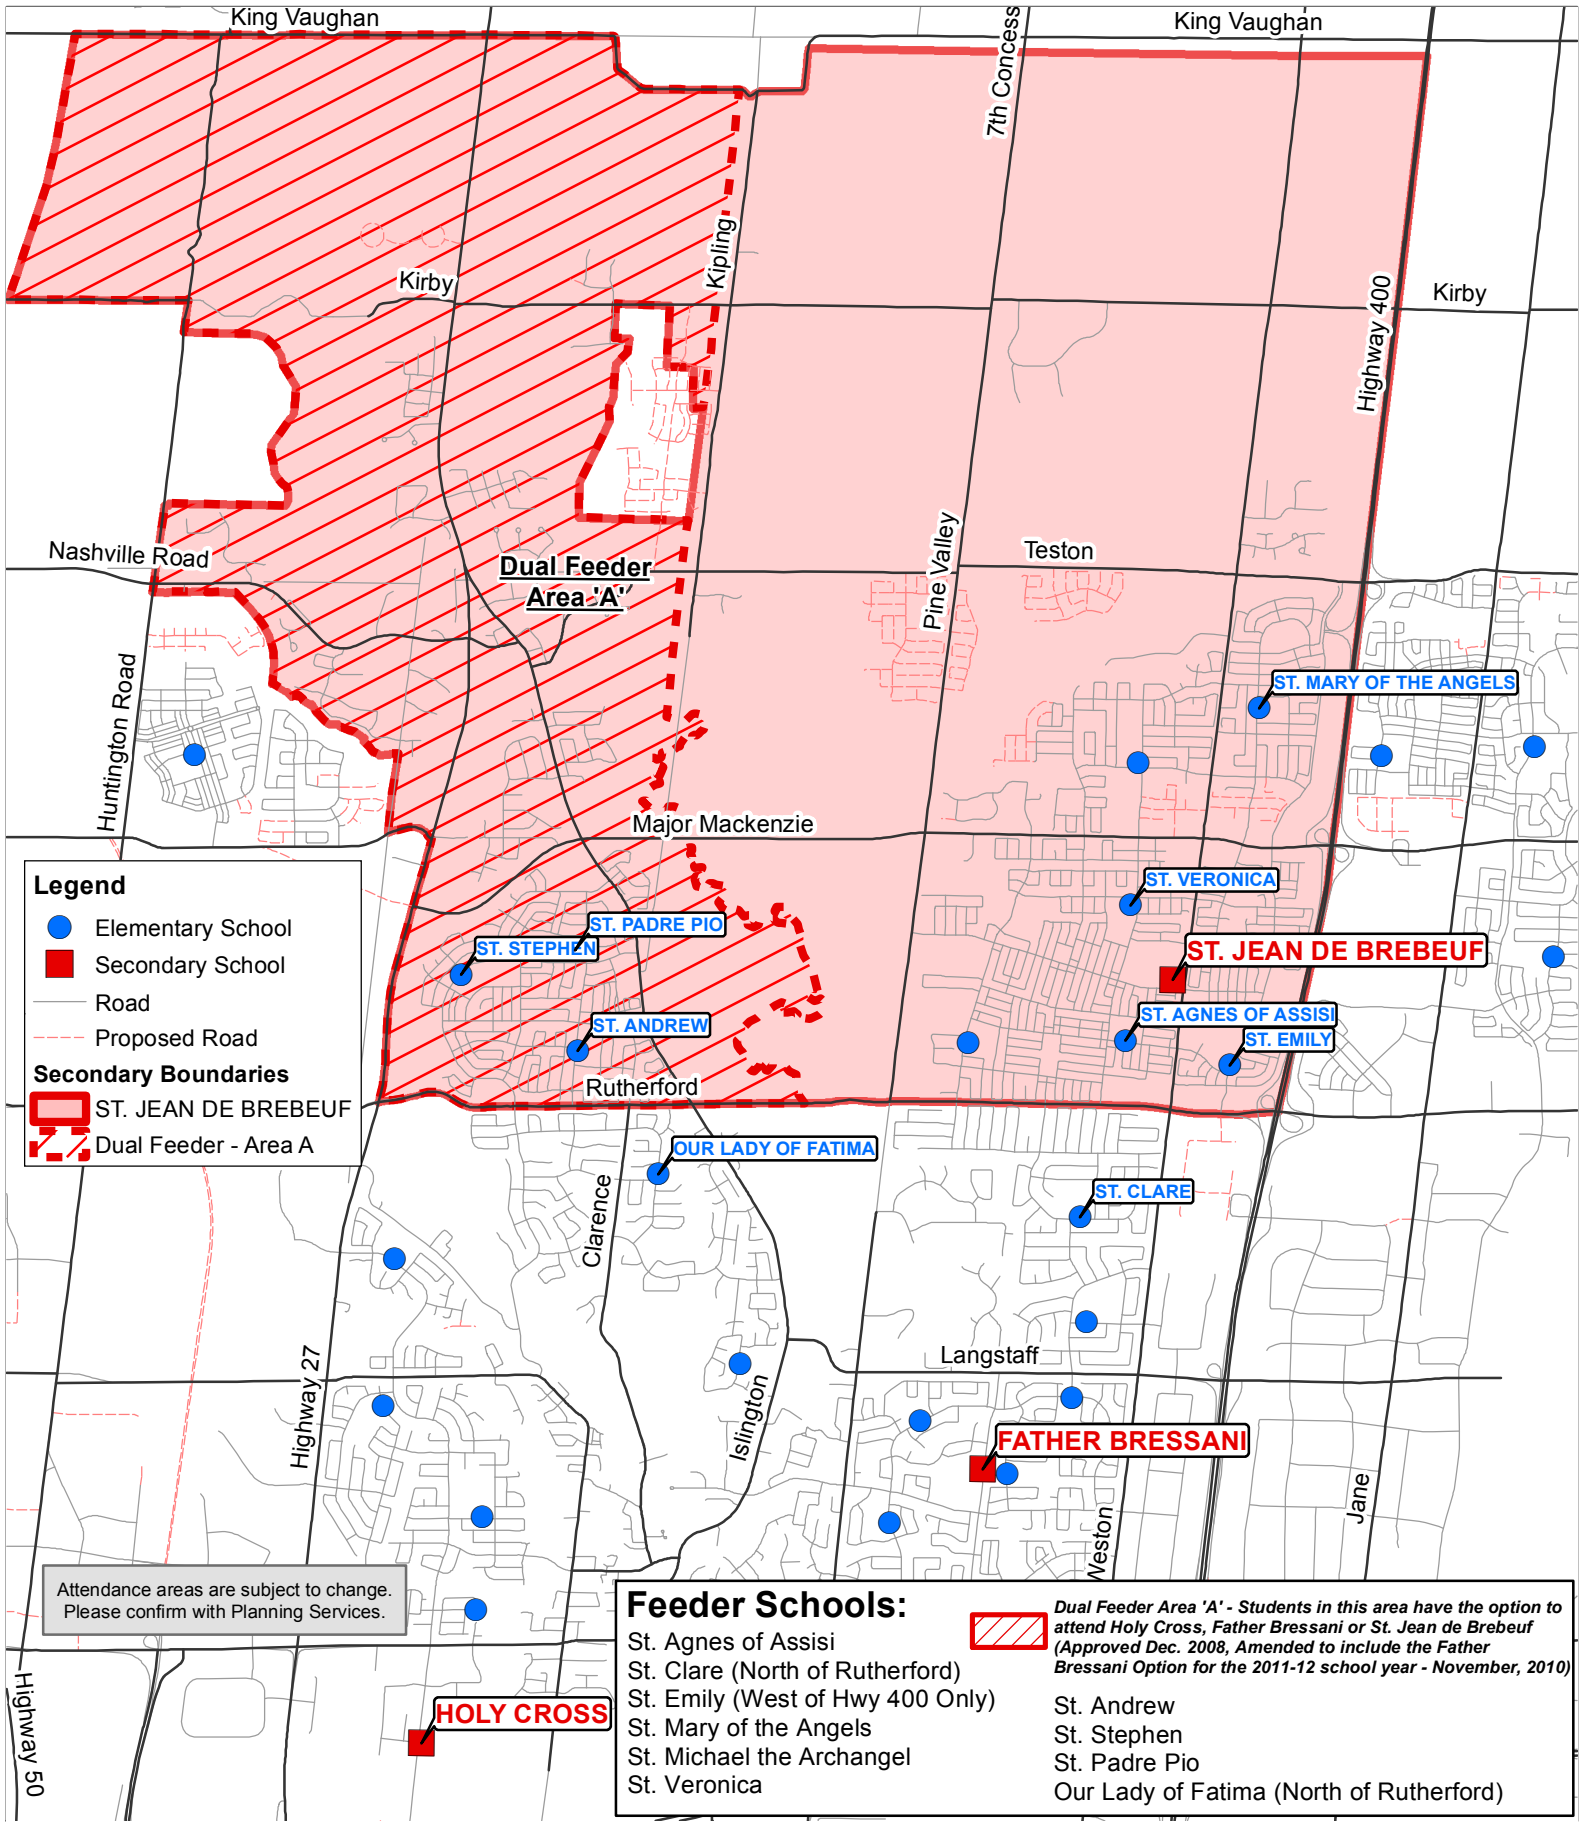 King Vaughan
King Vaughan
7th Concess
Kipling
Kirby
Highway 400
Kirby
Nashville Road
Dual Feeder
Area 'A'
Pine Valley
Teston
Huntington Road
ST. MARY OF THE ANGELS
Major Mackenzie
Legend
Elementary School
Secondary School
Road
Proposed Road
Secondary Boundaries
ST. JEAN DE BREBEUF
Dual Feeder - Area A
ST. VERONICA
ST. PADRE PIO
ST. STEPHEN
ST. JEAN DE BREBEUF
ST. ANDREW
ST. AGNES OF ASSISI
ST. EMILY
Rutherford
OUR LADY OF FATIMA
ST. CLARE
Clarence
Highway 27
Langstaff
Islington
FATHER BRESSANI
Jane
Weston
Attendance areas are subject to change.
Please confirm with Planning Services.
Highway 50
HOLY CROSS
Feeder Schools:
St. Agnes of Assisi
St. Clare (North of Rutherford)
St. Emily (West of Hwy 400 Only)
St. Mary of the Angels
St. Michael the Archangel
St. Veronica
Dual Feeder Area 'A' - Students in this area have the option to
attend Holy Cross, Father Bressani or St. Jean de Brebeuf
(Approved Dec. 2008, Amended to include the Father
Bressani Option for the 2011-12 school year - November, 2010)
St. Andrew
St. Stephen
St. Padre Pio
Our Lady of Fatima (North of Rutherford)